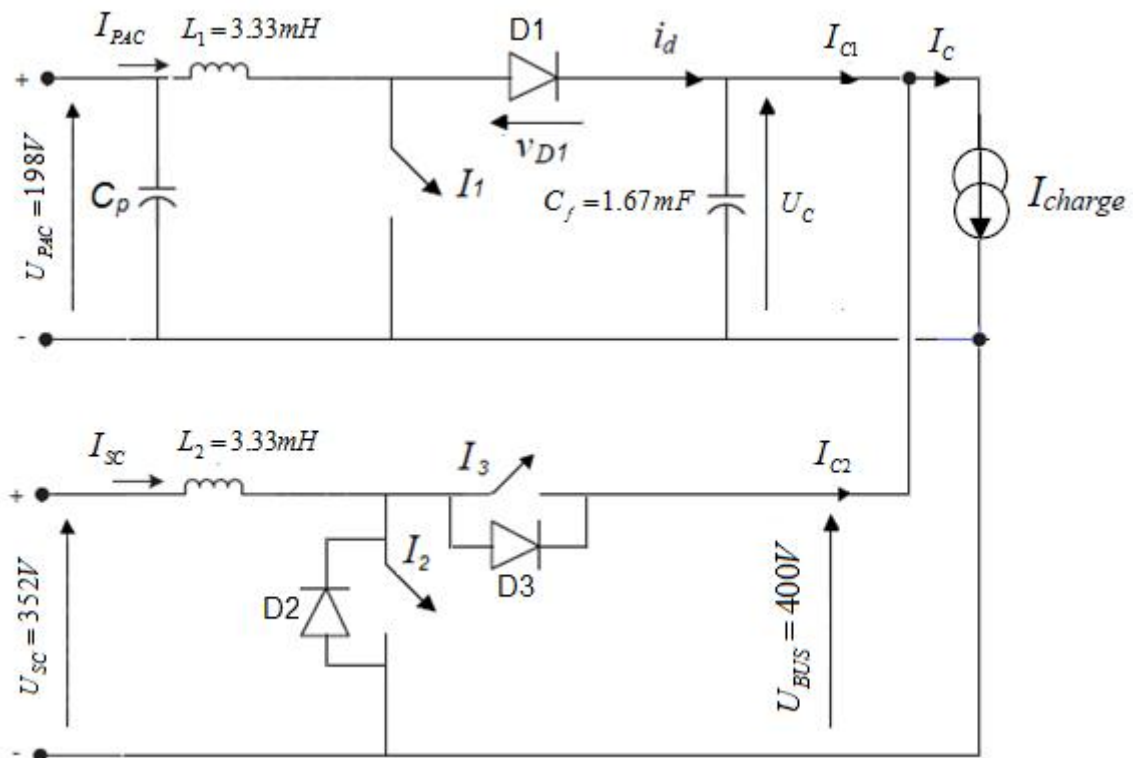 I_PAC
L_1 = 3.33mH
D1
i_d
I_C1
I_C
+
U_PAC = 198V
C_p
I_1
v_D1
C_f = 1.67mF
U_C
I_charge
-
I_SC
L_2 = 3.33mH
I_3
I_C2
+
U_SC = 352V
D2
I_2
D3
U_BUS = 400V
-